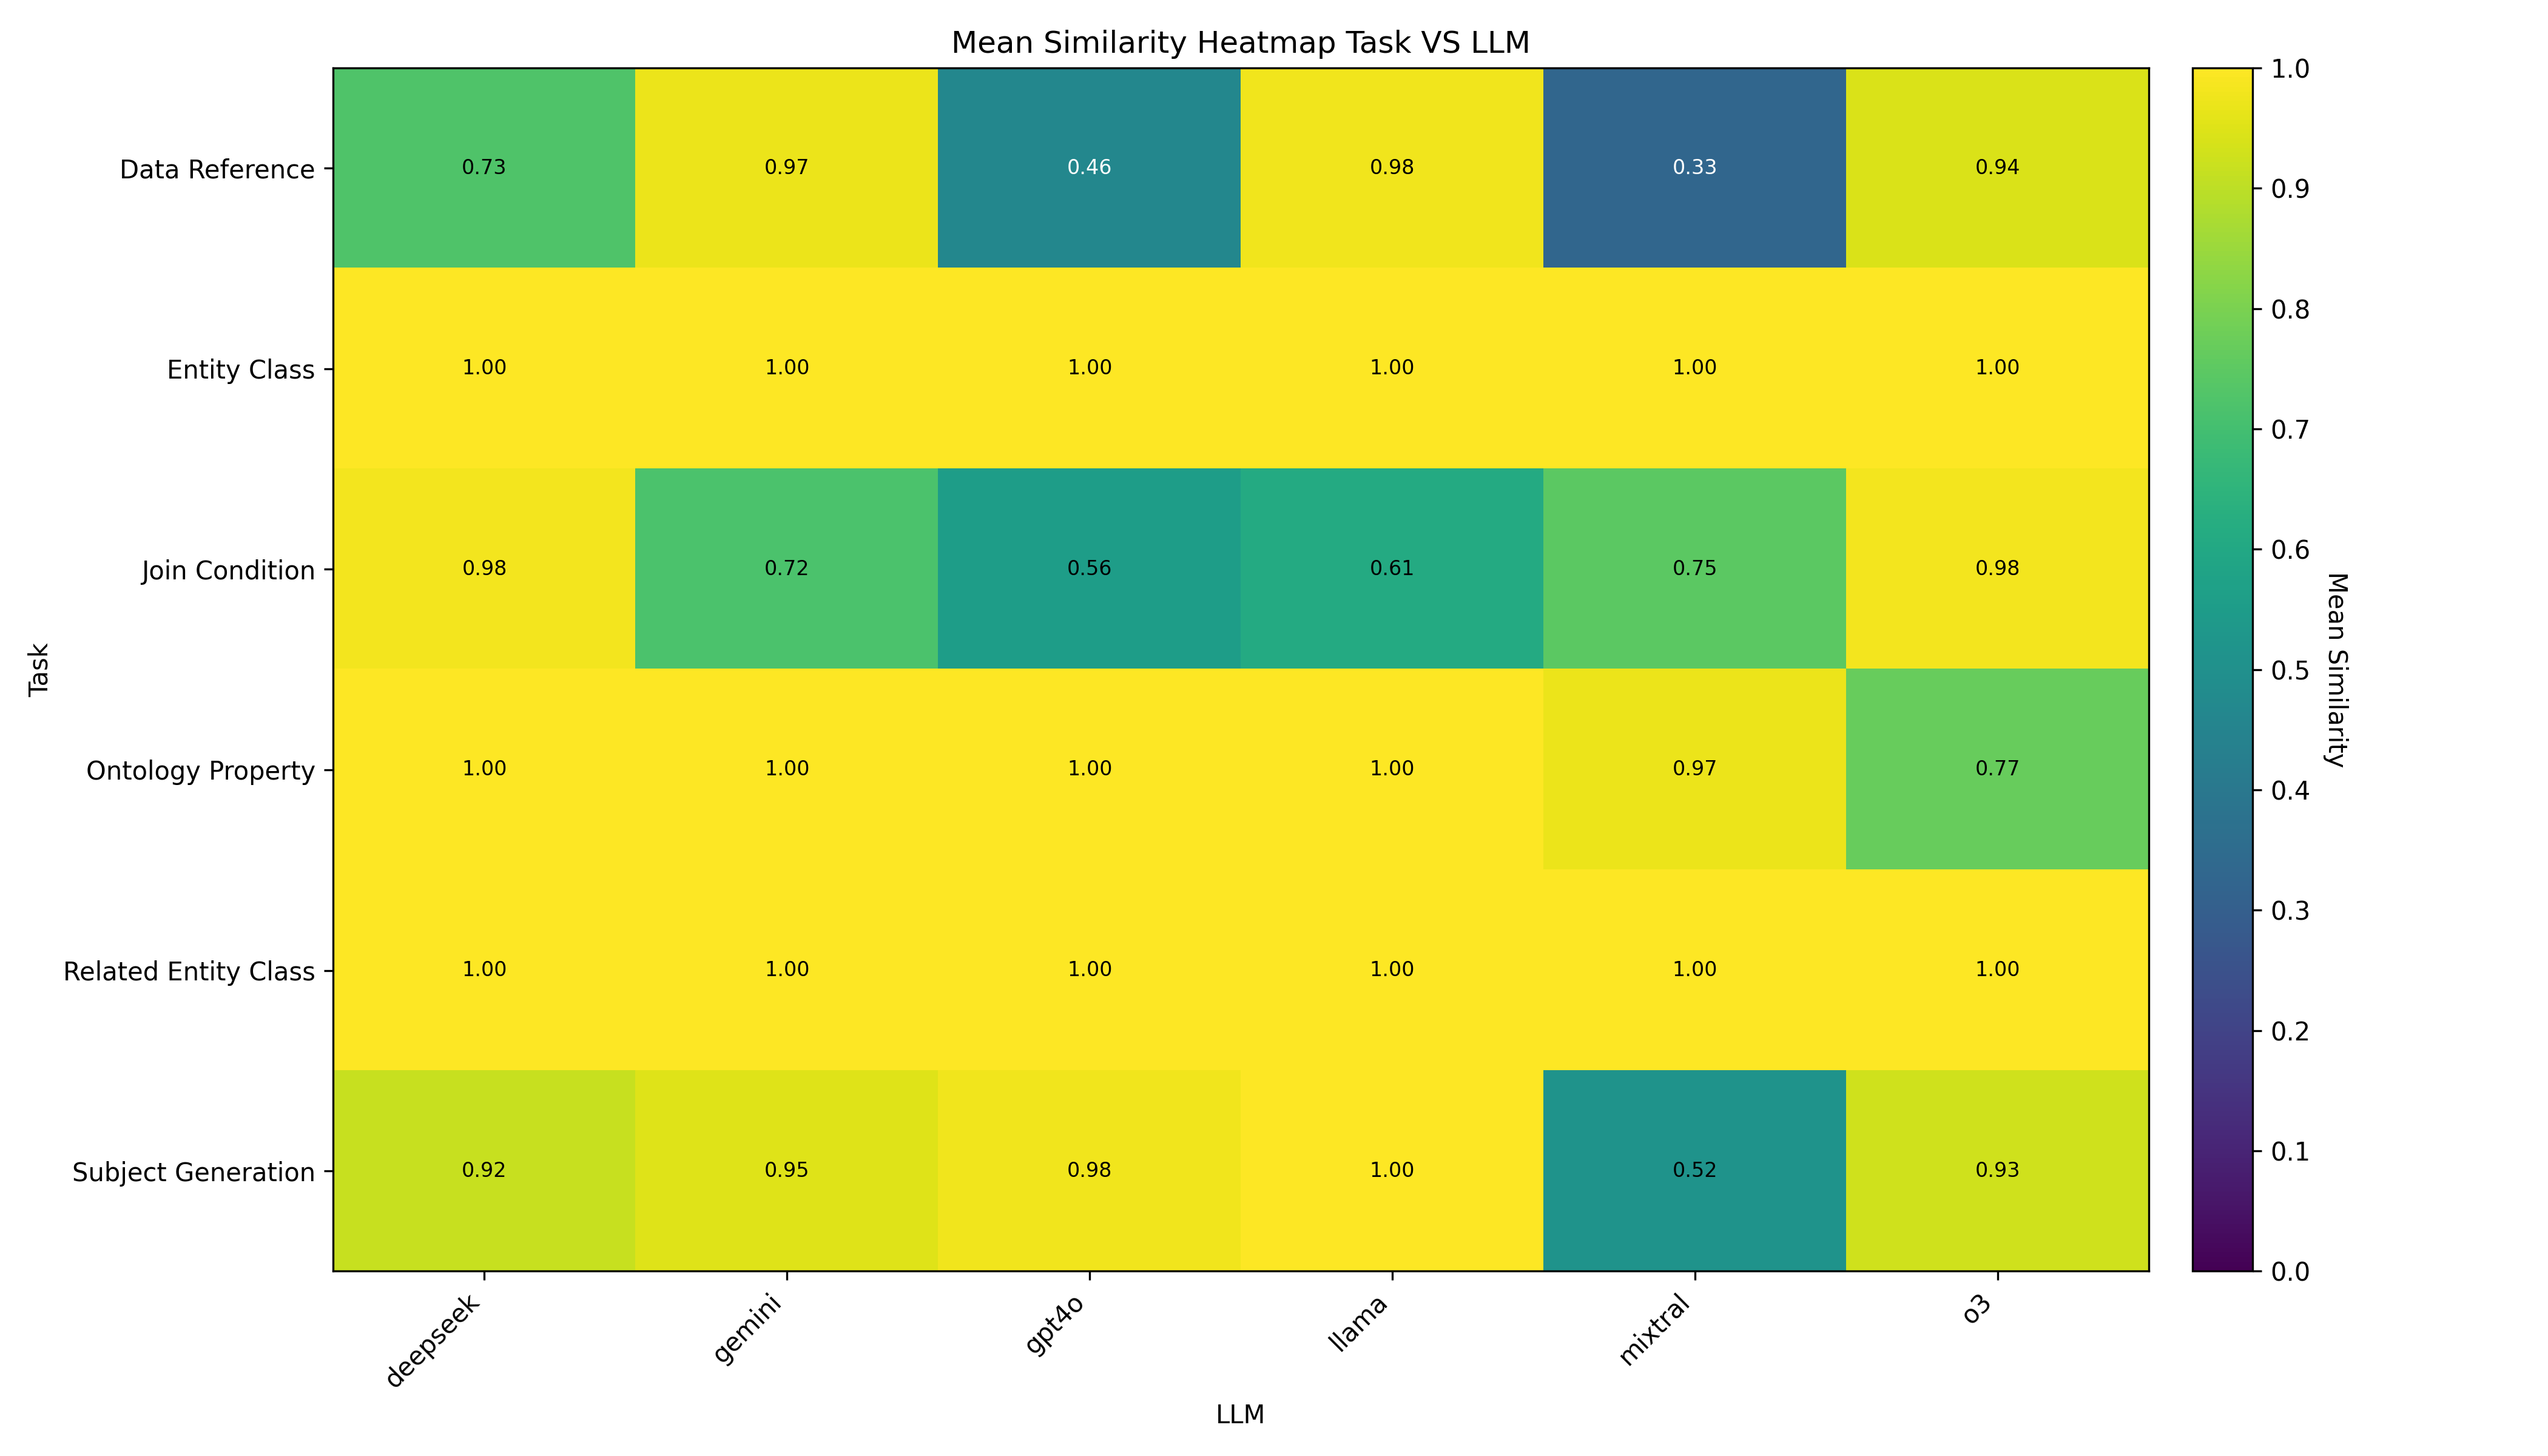 Mean Similarity Heatmap Task VS LLM
Data Reference 0.73 0.97 0.46 0.98 0.33 0.94
Entity Class 1.00 1.00 1.00 1.00 1.00 1.00
Join Condition 0.98 0.72 0.56 0.61 0.75 0.98
Ontology Property 1.00 1.00 1.00 1.00 0.97 0.77
Related Entity Class 1.00 1.00 1.00 1.00 1.00 1.00
Subject Generation 0.92 0.95 0.98 1.00 0.52 0.93
Task
deepseek gemini gpt4o llama mixtral o3
LLM
1.0
0.9
0.8
0.7
0.6
0.5
0.4
0.3
0.2
0.1
0.0
Mean Similarity